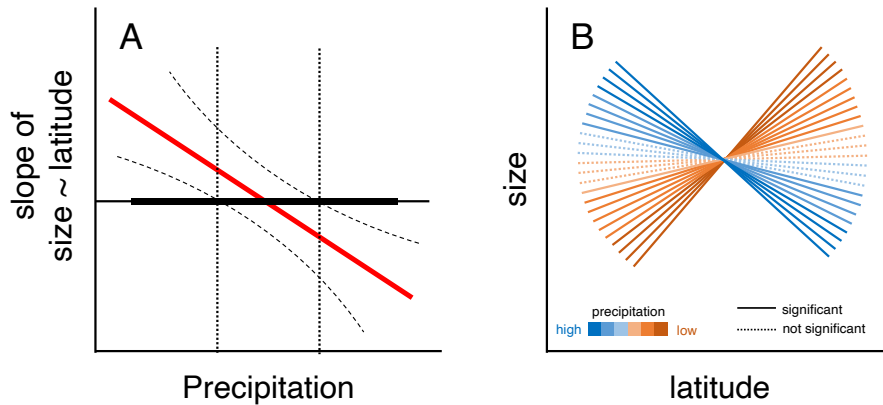 A
slope of
size ~ latitude
Precipitation
B
size
precipitation
high
low
significant
not significant
latitude